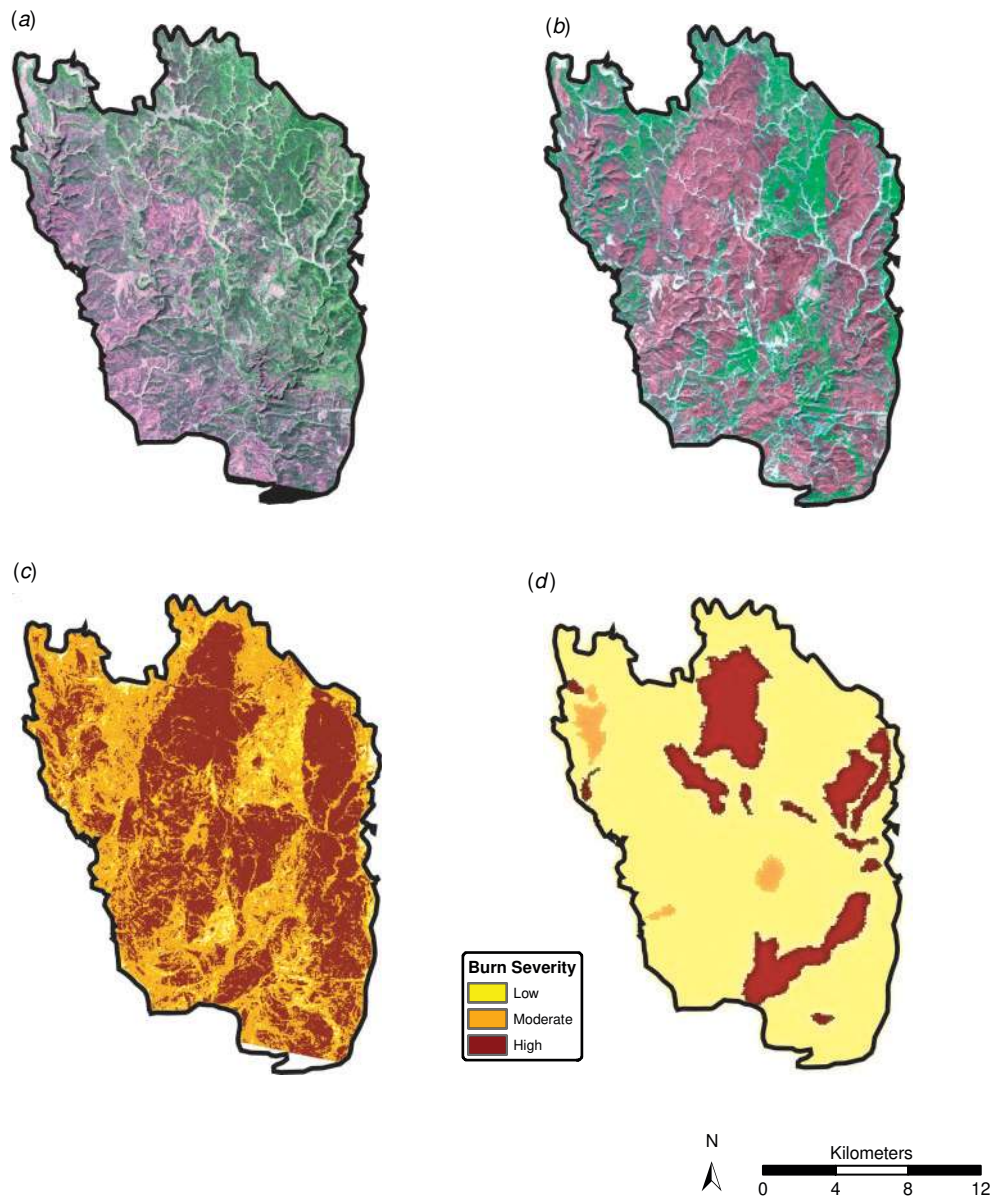 (a)
(b)
(c)
(d)
Burn Severity
Low
Moderate
High
N
Kilometers
0 4 8 12